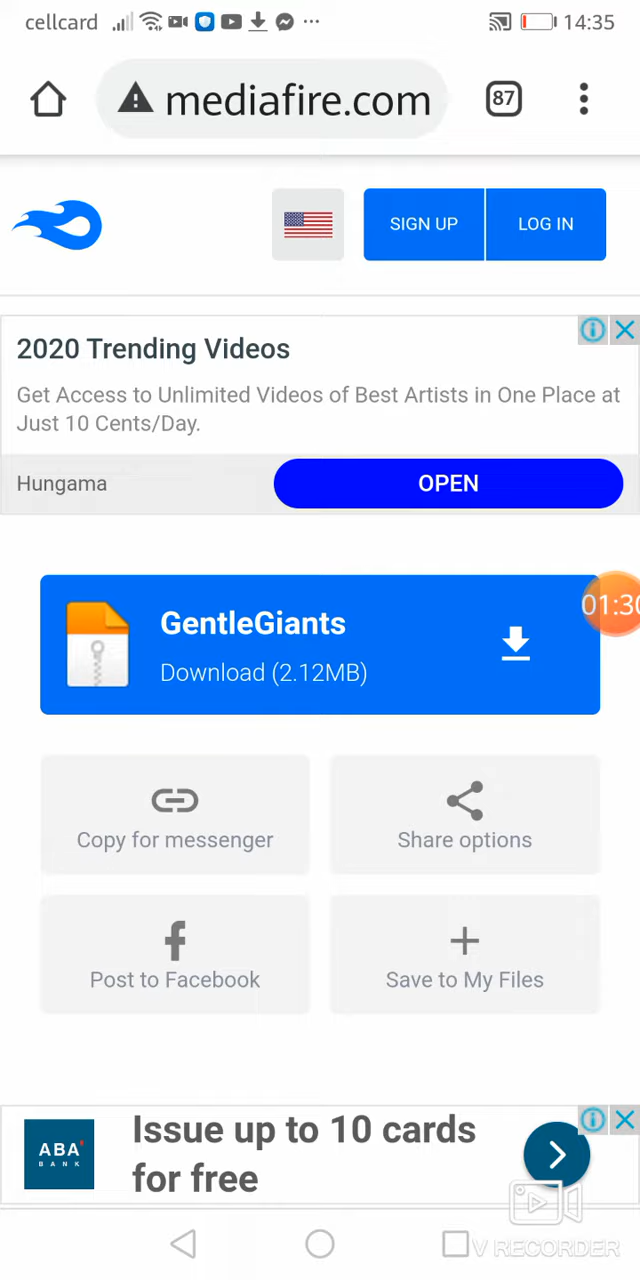 cellcard 14:35
mediafire.com 87
SIGN UP LOG IN
2020 Trending Videos
Get Access to Unlimited Videos of Best Artists in One Place at
Just 10 Cents/Day.
Hungama OPEN
GentleGiants
Download (2.12MB)
01:30
Copy for messenger Share options
Post to Facebook Save to My Files
ABA
BANK
Issue up to 10 cards
for free
V RECORDER